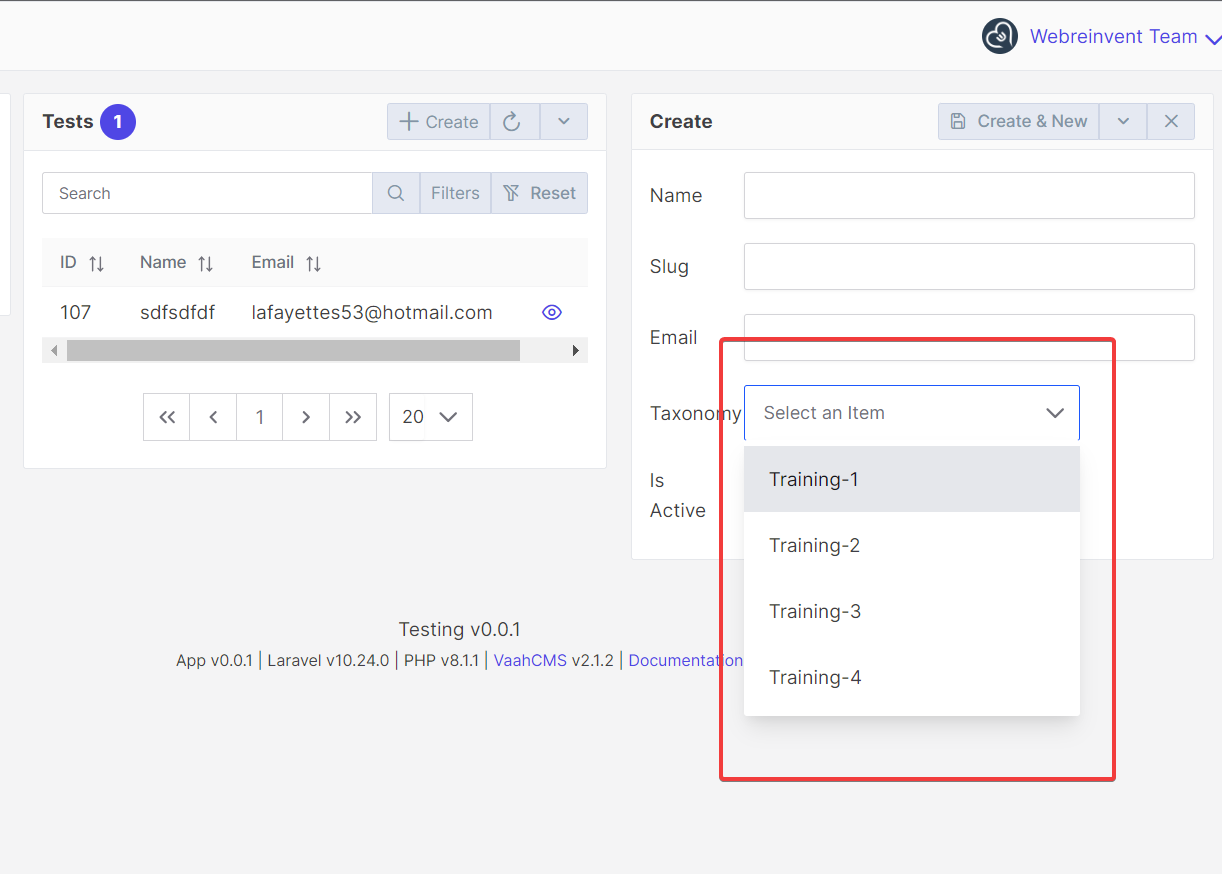 Webreinvent Team
Tests 1
Create
Search
Filters
Reset
ID Name Email
107 sdfsdfdf lafayettes53@hotmail.com
1
20
Create
Create & New
Name
Slug
Email
Taxonomy Select an Item
Training-1
Training-2
Training-3
Training-4
Is
Active
Testing v0.0.1
App v0.0.1 | Laravel v10.24.0 | PHP v8.1.1 | VaahCMS v2.1.2 | Documentation